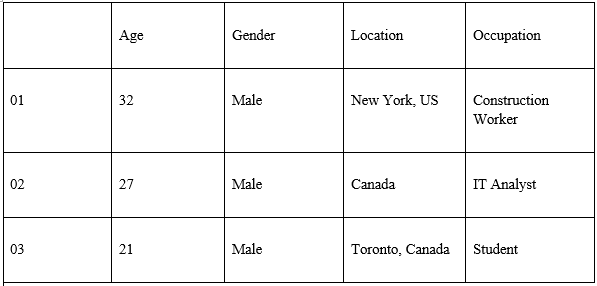 Age Gender Location Occupation
01 32 Male New York, US Construction
Worker
02 27 Male Canada IT Analyst
03 21 Male Toronto, Canada Student